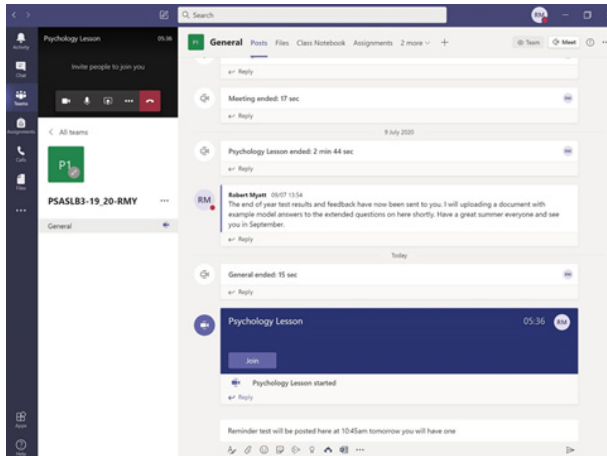 Search
RM
Activity
Chat
Teams
Assignments
Calls
Files
Apps
Help
Psychology Lesson 05:36
Invite people to join you
All teams
P1
PSASLB3-19_20-RMY
General
P1 General Posts Files Class Notebook Assignments 2 more Team Meet
Reply
Meeting ended: 17 sec
Reply
9 July 2020
Psychology Lesson ended: 2 min 44 sec
Reply
RM
Robert Myatt 09/07 13:54
The end of year test results and feedback have now been sent to you. I will uploading a document with
example model answers to the extended questions on here shortly. Have a great summer everyone and see
you in September.
Reply
Today
General ended: 15 sec
Reply
Psychology Lesson 05:36 RM
Join
Psychology Lesson started
Reply
Reminder test will be posted here at 10:45am tomorrow you will have one